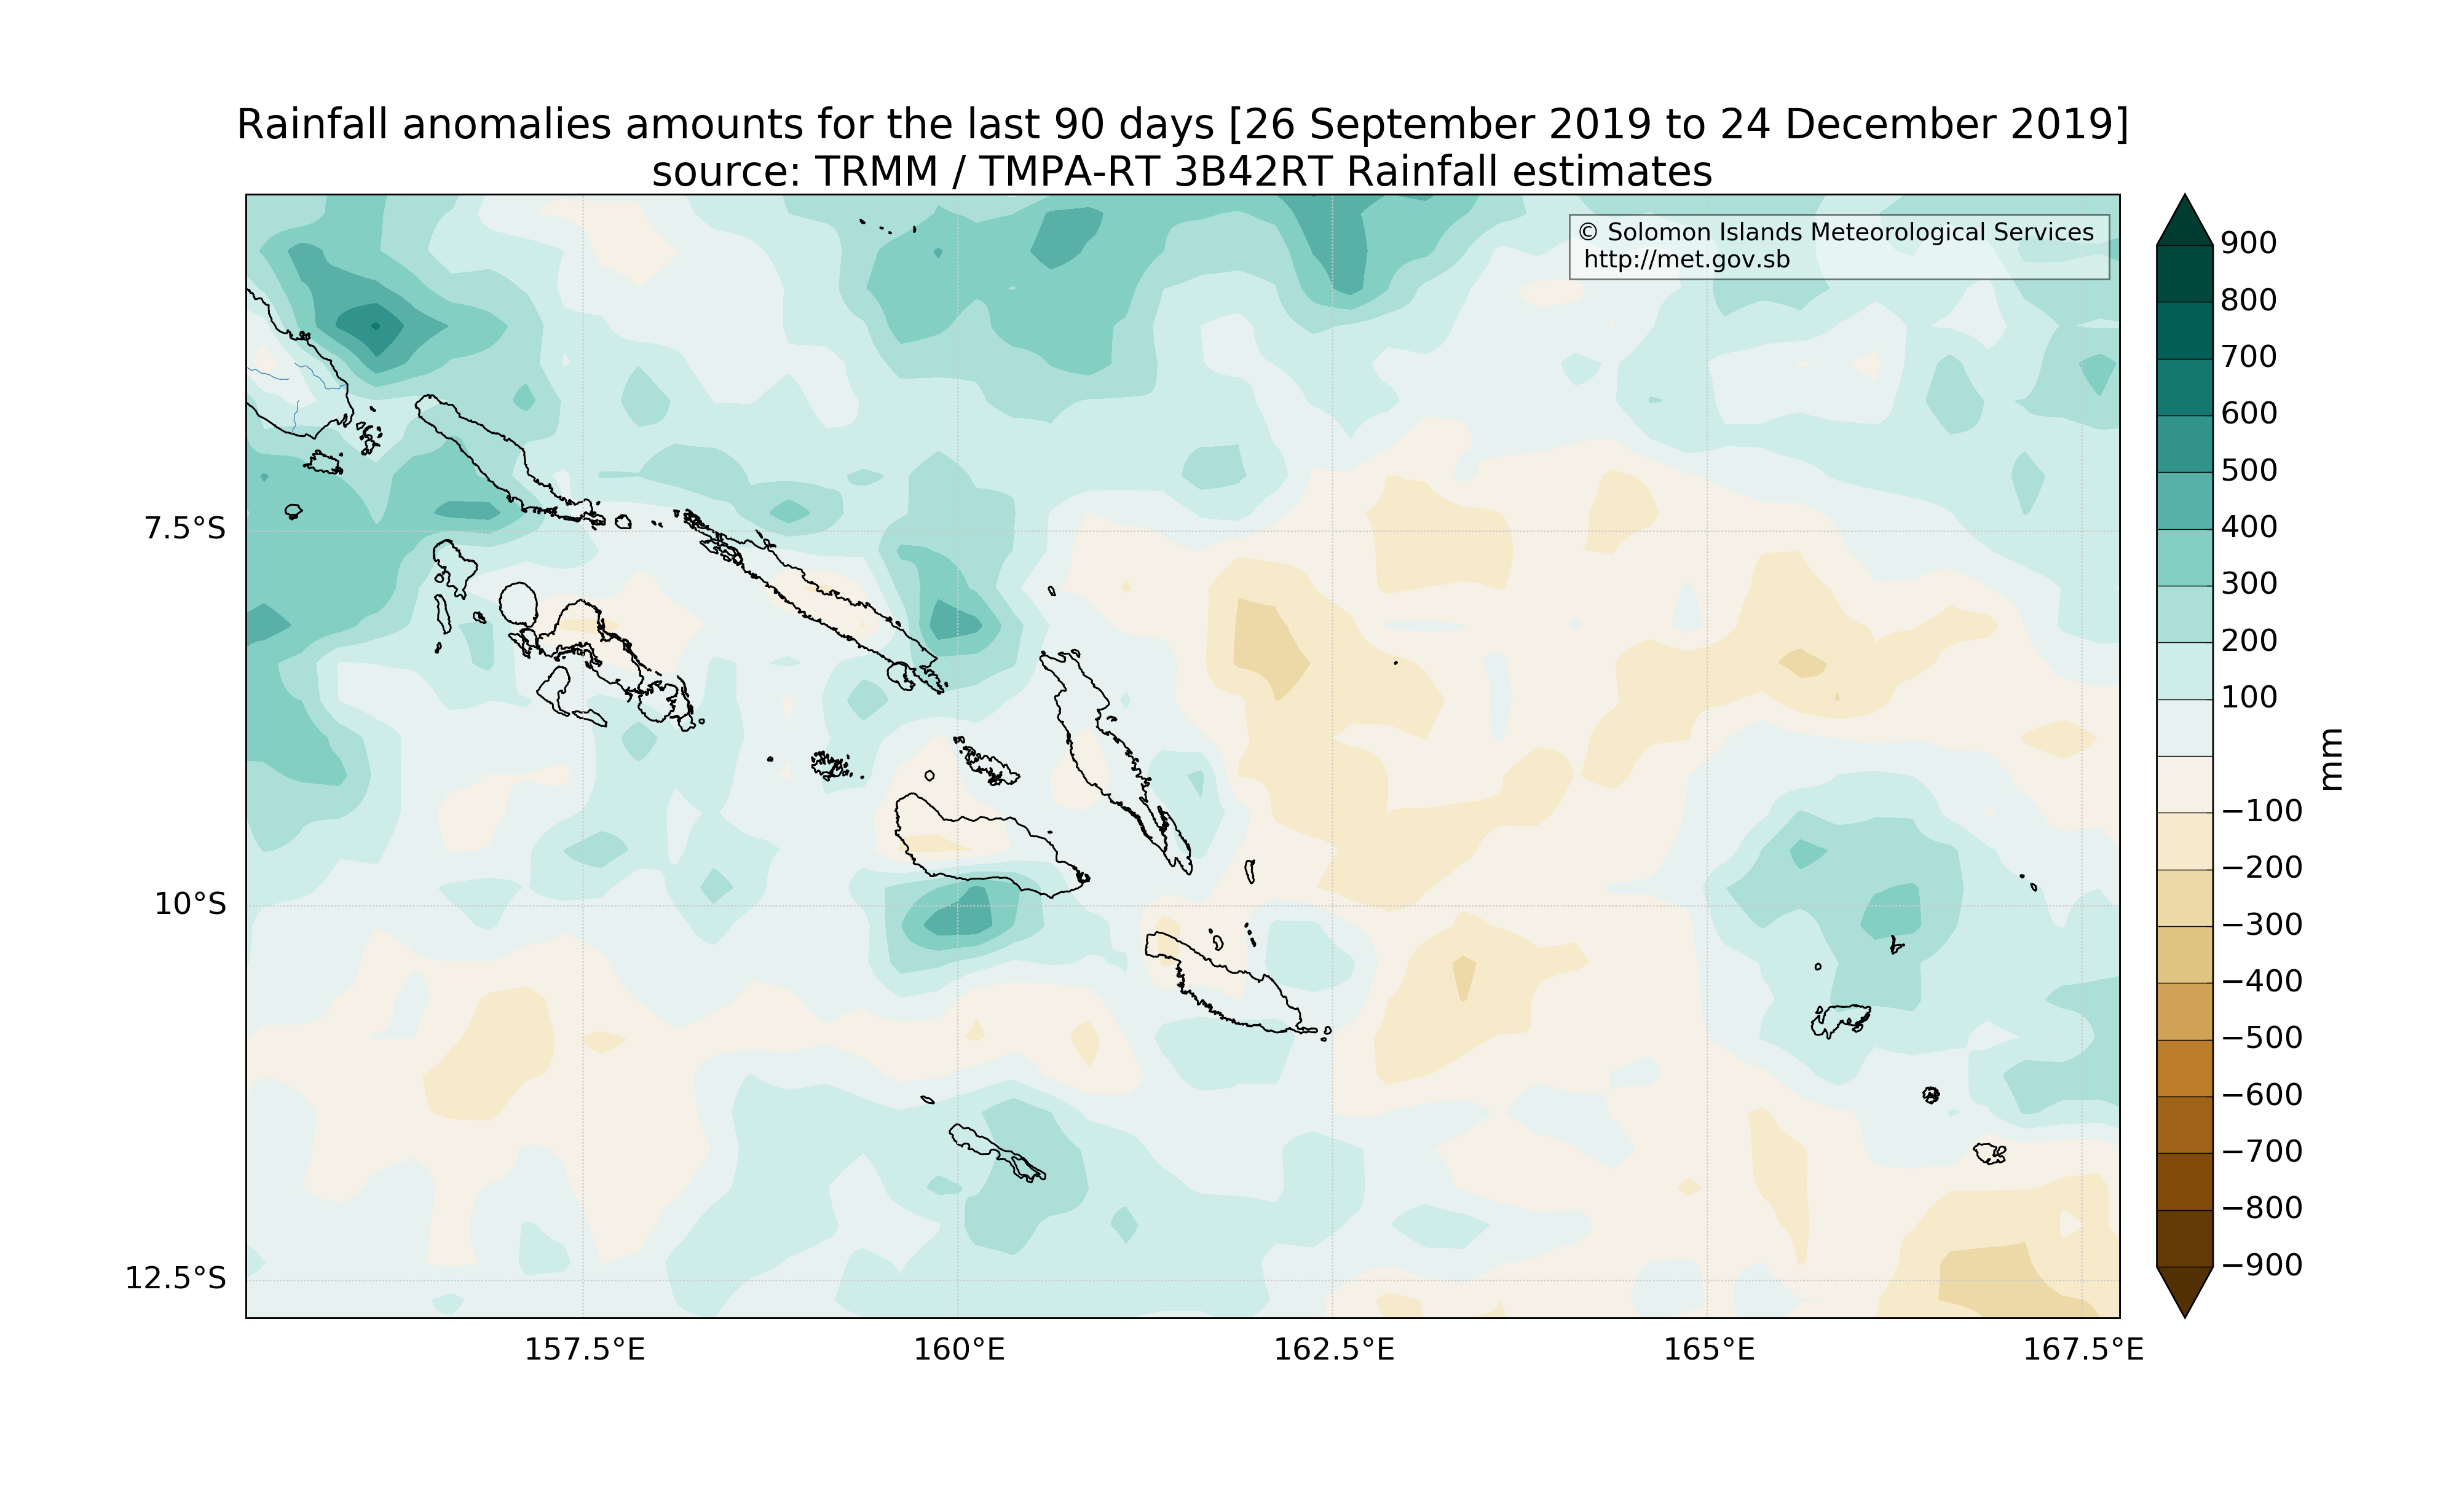 Rainfall anomalies amounts for the last 90 days [26 September 2019 to 24 December 2019]
source: TRMM / TMPA-RT 3B42RT Rainfall estimates
© Solomon Islands Meteorological Services
http://met.gov.sb
7.5°S
10°S
12.5°S
157.5°E
160°E
162.5°E
165°E
167.5°E
900
800
700
600
500
400
300
200
100
−100
−200
−300
−400
−500
−600
−700
−800
−900
mm